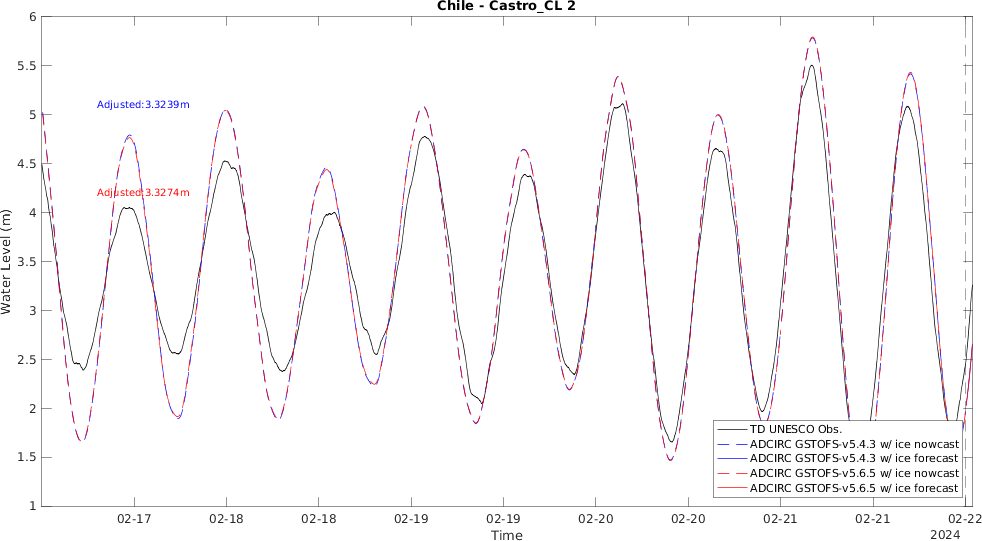 Chile - Castro_CL 2
6
5.5
5
4.5
4
3.5
3
2.5
2
1.5
1
Water Level (m)
Adjusted:3.3239m
Adjusted:3.3274m
TD UNESCO Obs.
ADCIRC GSTOFS-v5.4.3 w/ ice nowcast
ADCIRC GSTOFS-v5.4.3 w/ ice forecast
ADCIRC GSTOFS-v5.6.5 w/ ice nowcast
ADCIRC GSTOFS-v5.6.5 w/ ice forecast
02-17 02-18 02-18 02-19 02-19 02-20 02-20 02-21 02-21 02-22
Time
2024